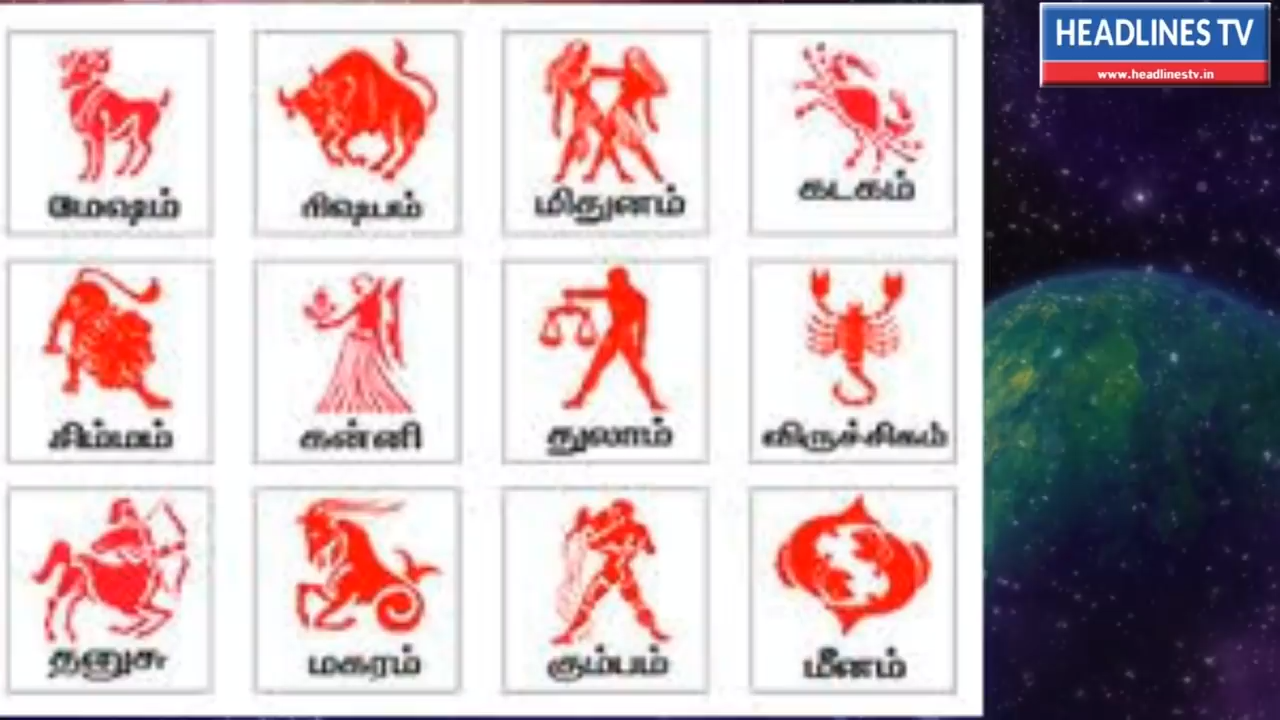 HEADLINES TV
www.headlinestv.in
மேஷம்
ரிஷபம்
மிதுனம்
கடகம்
சிம்மம்
கன்னி
துலாம்
விருச்சிகம்
தனுசு
மகரம்
கும்பம்
மீனம்